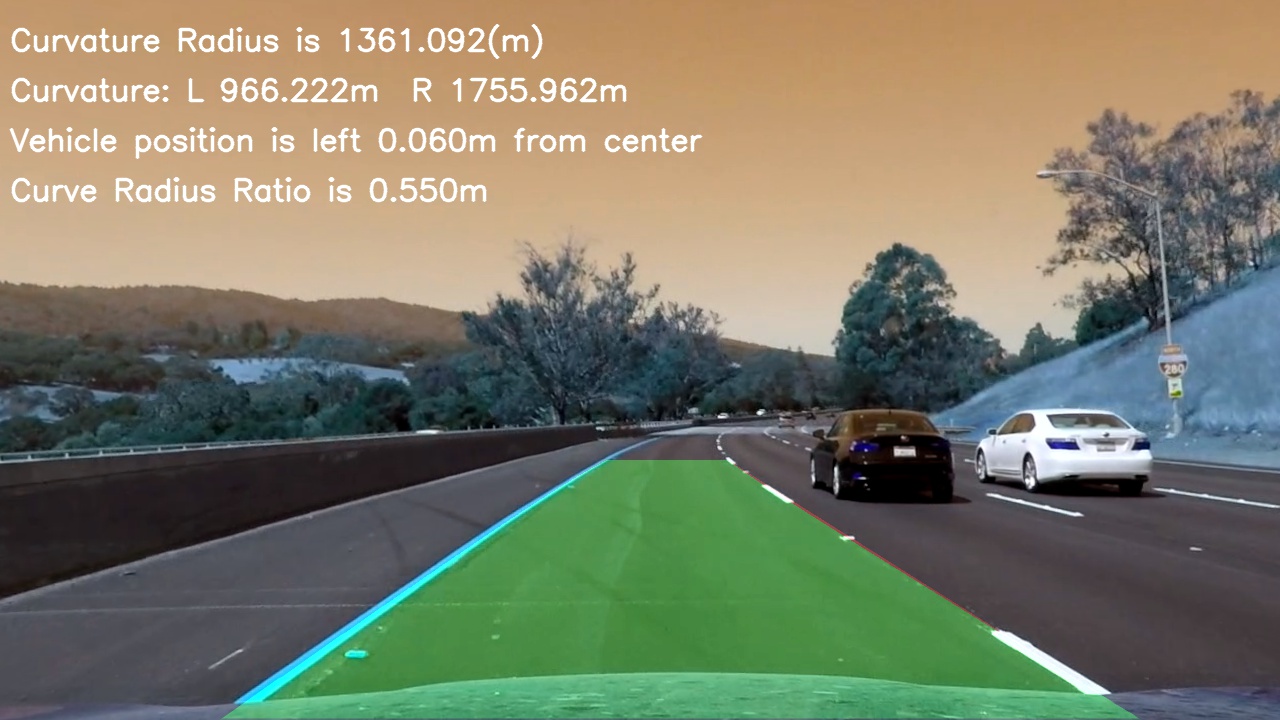 Curvature Radius is 1361.092(m)
Curvature: L 966.222m R 1755.962m
Vehicle position is left 0.060m from center
Curve Radius Ratio is 0.550m
280